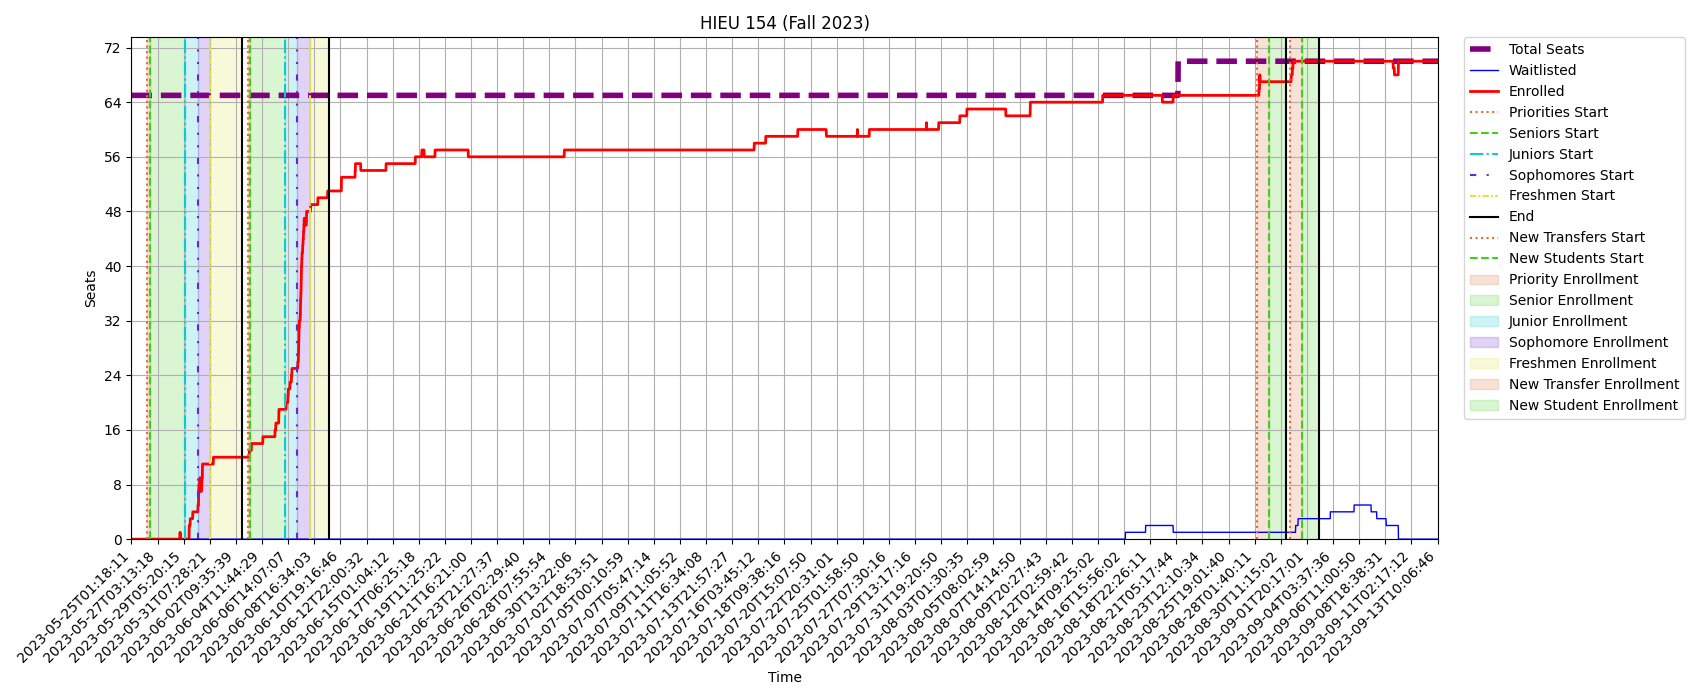 HIEU 154 (Fall 2023)
72
64
56
48
40
32
24
16
8
0
Seats
2023-05-25T01:18:11
2023-05-27T03:13:18
2023-05-29T05:20:15
2023-05-31T07:28:21
2023-06-02T09:35:39
2023-06-04T11:44:29
2023-06-06T14:07:07
2023-06-08T16:34:03
2023-06-10T19:16:46
2023-06-12T22:00:32
2023-06-15T01:04:12
2023-06-17T06:25:18
2023-06-19T11:25:22
2023-06-21T16:21:00
2023-06-23T21:27:37
2023-06-26T02:29:40
2023-06-28T07:55:54
2023-06-30T13:22:06
2023-07-02T18:53:51
2023-07-05T00:10:59
2023-07-07T05:47:14
2023-07-09T11:05:52
2023-07-11T16:34:08
2023-07-13T21:57:27
2023-07-16T03:45:12
2023-07-18T09:38:16
2023-07-20T15:07:50
2023-07-22T20:31:01
2023-07-25T01:58:50
2023-07-27T07:30:16
2023-07-29T13:17:16
2023-07-31T19:20:50
2023-08-03T01:30:35
2023-08-05T08:02:59
2023-08-07T14:14:50
2023-08-09T20:27:43
2023-08-12T02:59:42
2023-08-14T09:25:02
2023-08-16T15:56:02
2023-08-18T22:26:11
2023-08-21T05:17:44
2023-08-23T12:10:34
2023-08-25T19:01:40
2023-08-28T01:40:11
2023-08-30T11:15:02
2023-09-01T20:17:01
2023-09-04T03:37:36
2023-09-06T11:00:50
2023-09-08T18:38:31
2023-09-11T02:17:12
2023-09-13T10:06:46
Time
Total Seats
Waitlisted
Enrolled
Priorities Start
Seniors Start
Juniors Start
Sophomores Start
Freshmen Start
End
New Transfers Start
New Students Start
Priority Enrollment
Senior Enrollment
Junior Enrollment
Sophomore Enrollment
Freshmen Enrollment
New Transfer Enrollment
New Student Enrollment